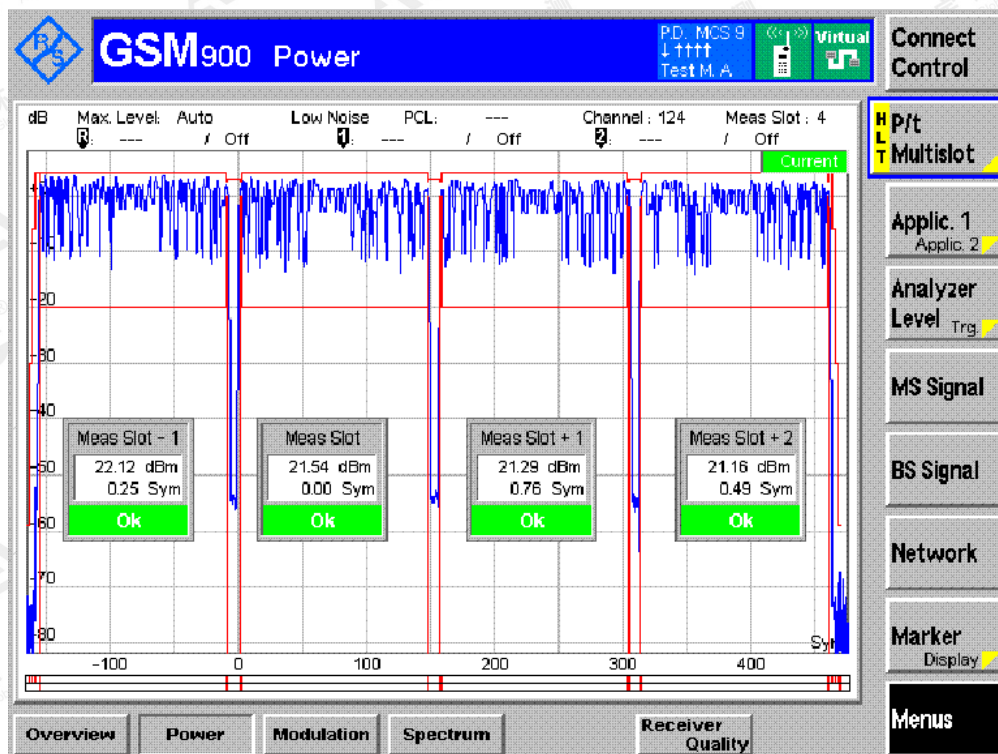 R S
GSM900 Power
P.D. MCS 9
↓ ↑↑↑↑
Test M. A
Virtual
Connect
Control
dB Max. Level: Auto Low Noise PCL: --- Channel : 124 Meas Slot : 4
R: --- / Off 1: --- / Off 2: --- / Off
Current
H L T
P/t
Multislot
Applic. 1
Applic. 2
Analyzer
Level Trg.
MS Signal
BS Signal
Network
Marker
Display
Menus
-20
-30
-40
-50
-60
-70
-80
Meas Slot - 1
22.12 dBm
0.25 Sym
Ok
Meas Slot
21.54 dBm
0.00 Sym
Ok
Meas Slot + 1
21.29 dBm
0.76 Sym
Ok
Meas Slot + 2
21.16 dBm
0.49 Sym
Ok
-100 0 100 200 300 400
Overview Power Modulation Spectrum Receiver
Quality